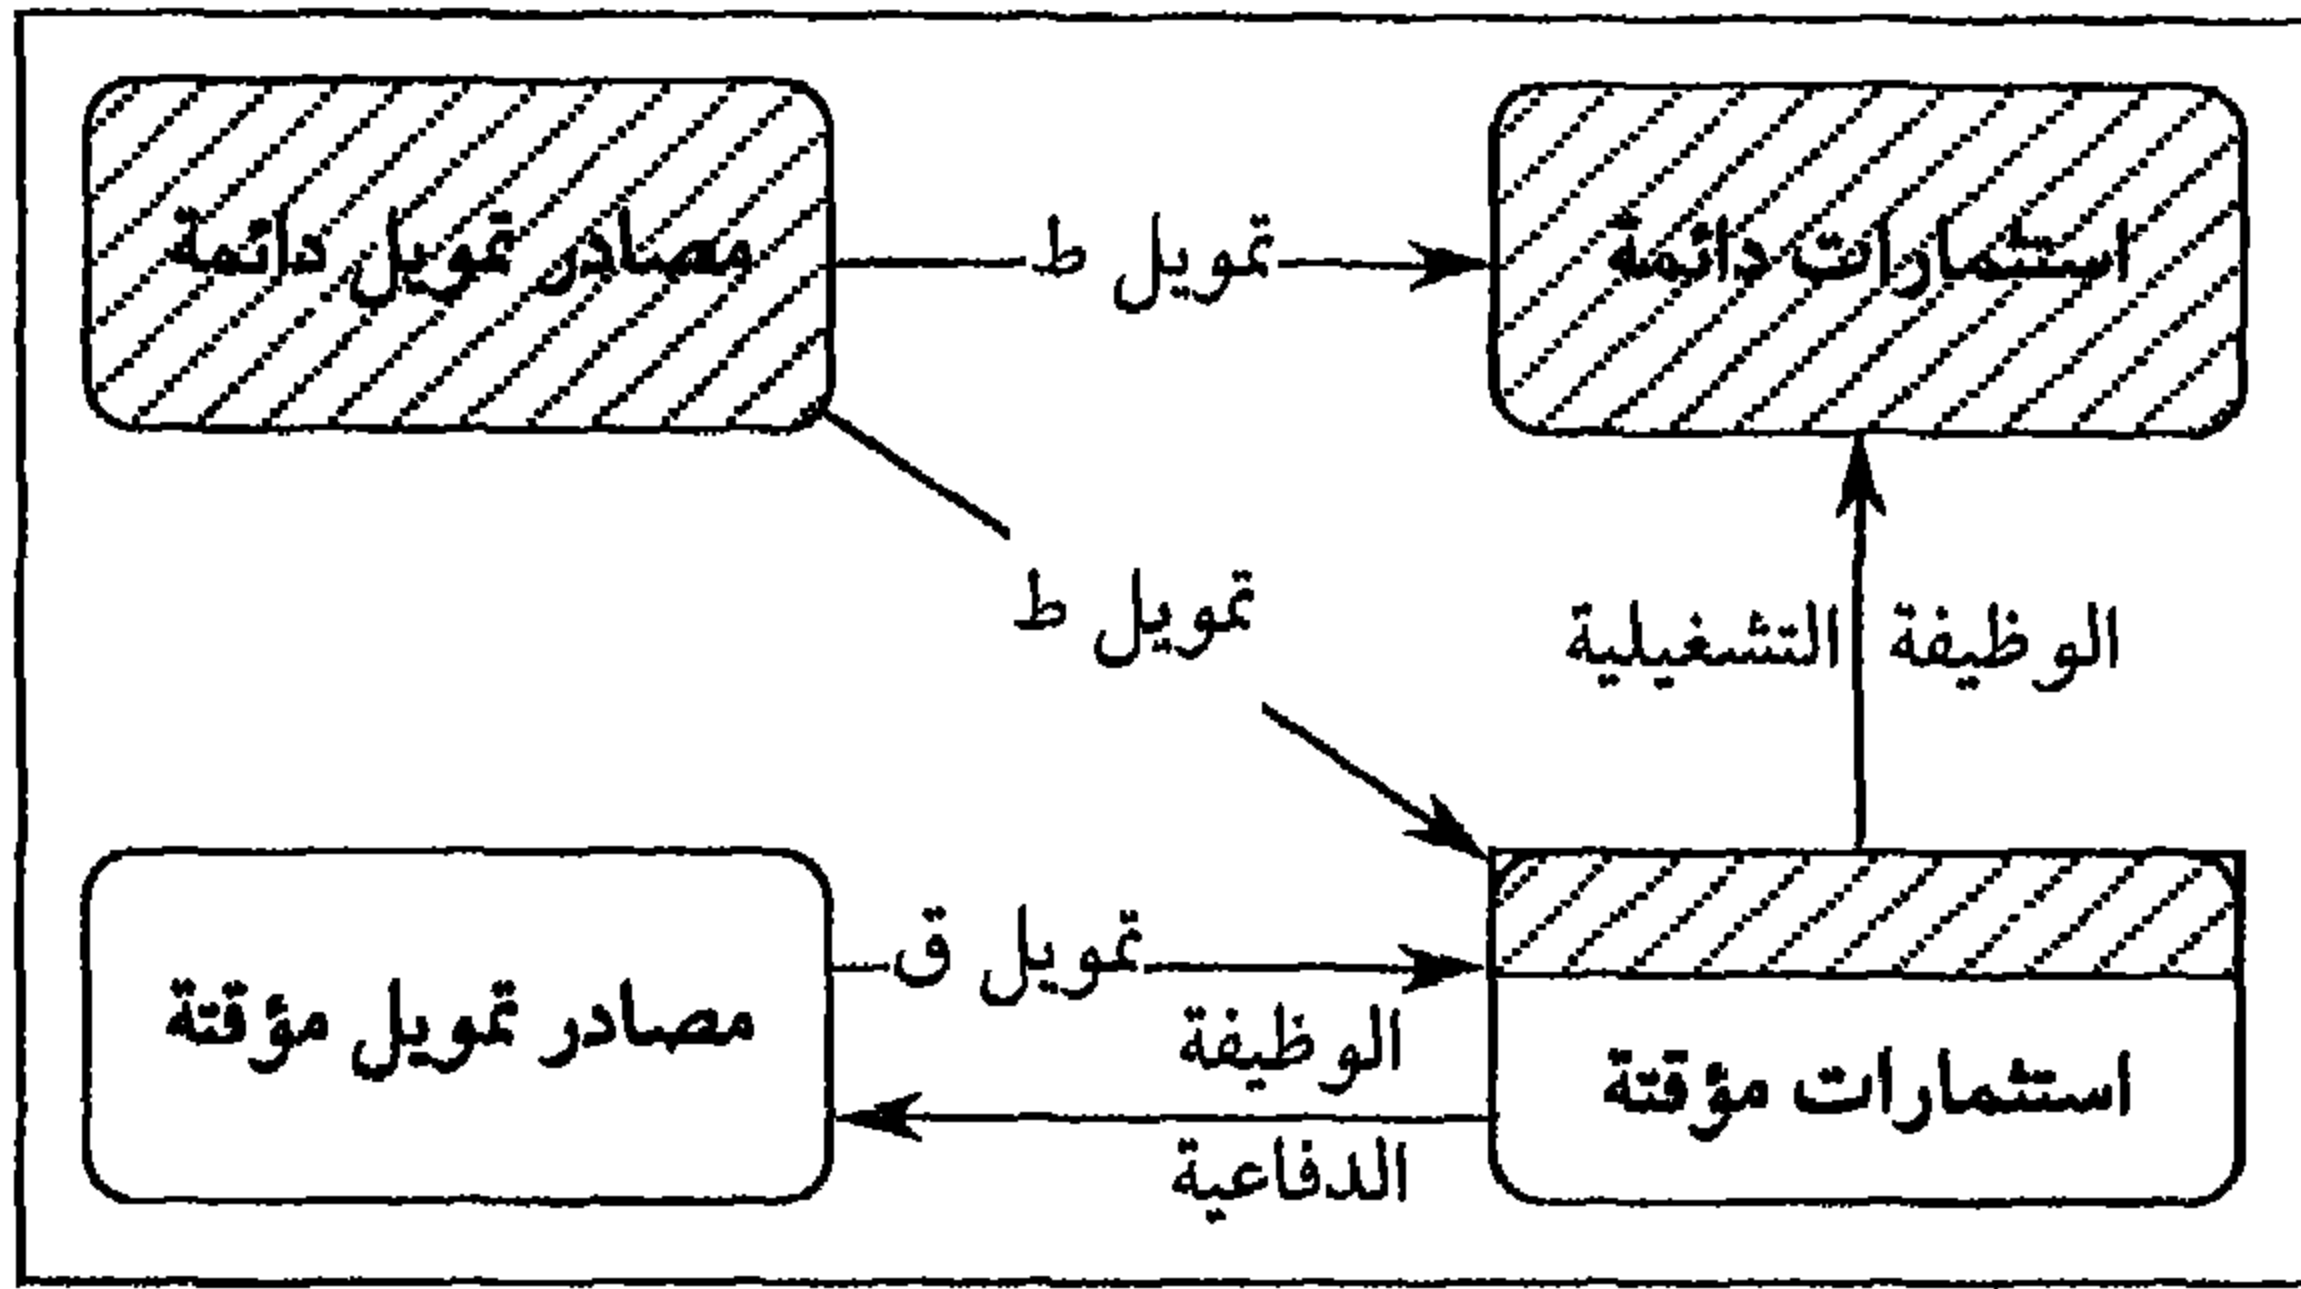 استثمارات دائمة
تمويل ط
مصادر تمويل دائمة
تمويل ط
الوظيفة التشغيلية
تمويل ق
الوظيفة
الدفاعية
استثمارات مؤقتة
مصادر تمويل مؤقتة